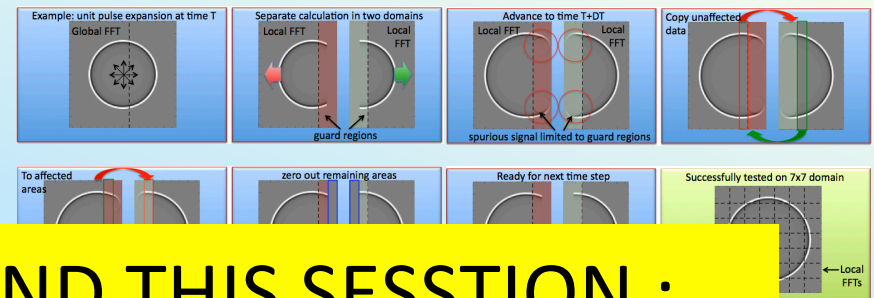 Example: unit pulse expansion at time T
Global FFT
Separate calculation in two domains
Local FFT
Local
FFT
guard regions
Advance to time T+DT
Local FFT
Local
FFT
spurious signal limited to guard regions
Copy unaffected
data
To affected
areas
zero out remaining areas
Ready for next time step
Successfully tested on 7x7 domain
Local
FFTs
ND THIS SESSTION :